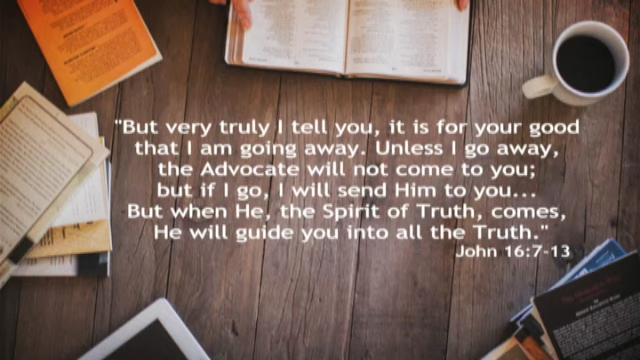 "But very truly I tell you, it is for your good
that I am going away. Unless I go away,
the Advocate will not come to you;
but if I go, I will send Him to you...
But when He, the Spirit of Truth, comes,
He will guide you into all the Truth."
John 16:7-13